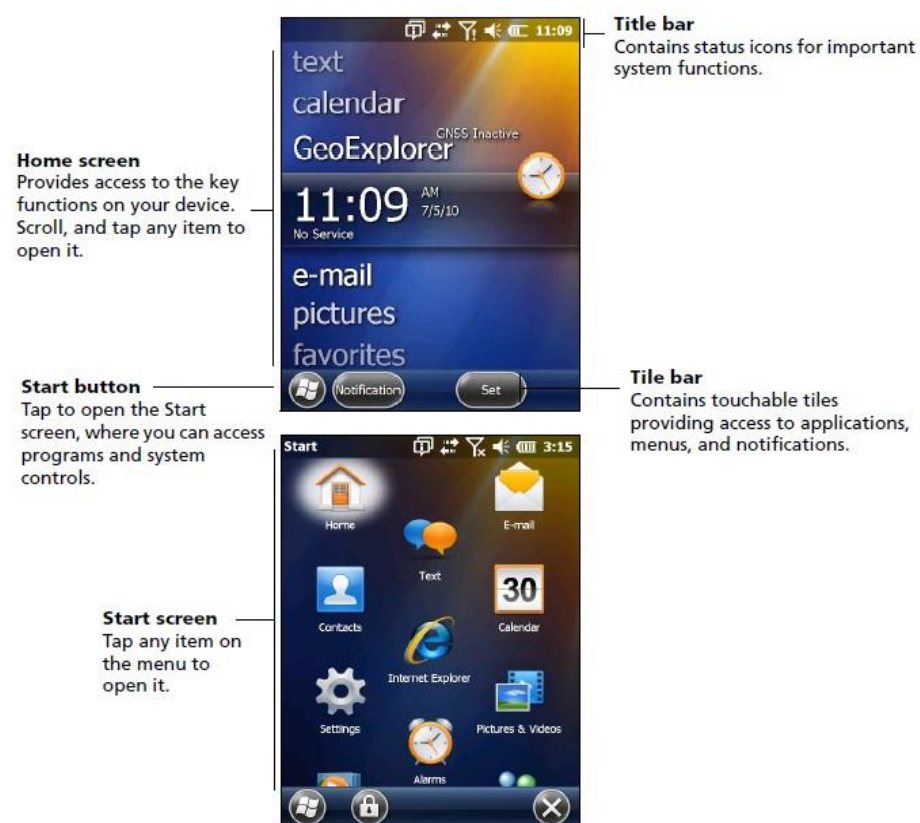 11:09
Title bar
Contains status icons for important
system functions.
text
calendar
GNSS Inactive
GeoExplorer
Home screen
Provides access to the key
functions on your device.
Scroll, and tap any item to
open it.
11:09
AM
7/5/10
No Service
e-mail
pictures
favorites
Start button
Tap to open the Start
screen, where you can access
programs and system
controls.
Notification
Set
Tile bar
Contains touchable tiles
providing access to applications,
menus, and notifications.
Start
3:15
Home
E-mail
Text
Contacts
30
Calendar
Start screen
Tap any item on
the menu to
open it.
Internet Explorer
Settings
Pictures & Videos
Alarms